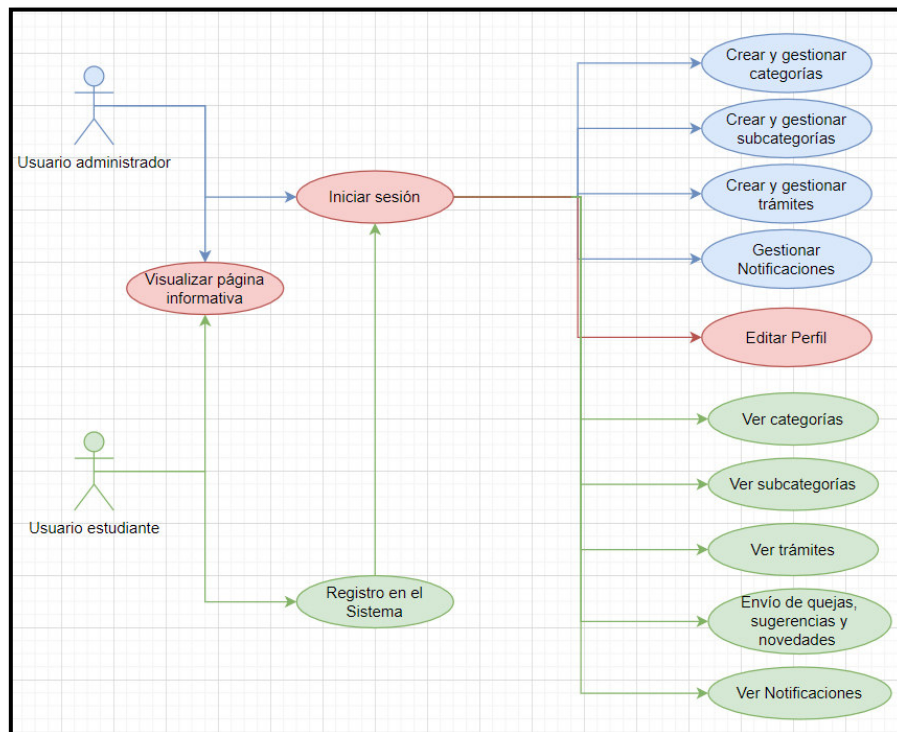 Crear y gestionar
categorías
Usuario administrador
Crear y gestionar
subcategorías
Iniciar sesión
Crear y gestionar
trámites
Visualizar página
informativa
Gestionar
Notificaciones
Editar Perfil
Ver categorías
Usuario estudiante
Ver subcategorías
Ver trámites
Registro en el
Sistema
Envío de quejas,
sugerencias y
novedades
Ver Notificaciones